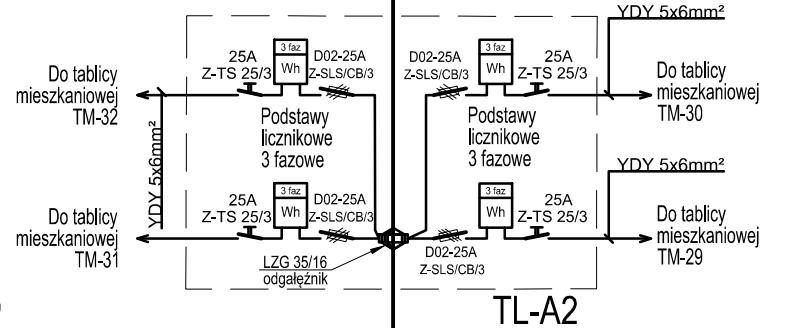 YDY 5x6mm²
Do tablicy
mieszkaniowej
TM-32
25A
Z-TS 25/3
3 faz
Wh
D02-25A
Z-SLS/CB/3
D02-25A
Z-SLS/CB/3
3 faz
Wh
25A
Z-TS 25/3
Do tablicy
mieszkaniowej
TM-30
Podstawy
licznikowe
3 fazowe
Podstawy
licznikowe
3 fazowe
YDY 5x6mm²
YDY 5x6mm²
Do tablicy
mieszkaniowej
TM-31
25A
Z-TS 25/3
3 faz
Wh
D02-25A
Z-SLS/CB/3
D02-25A
Z-SLS/CB/3
3 faz
Wh
25A
Z-TS 25/3
Do tablicy
mieszkaniowej
TM-29
LZG 35/16
odgałęźnik
TL-A2